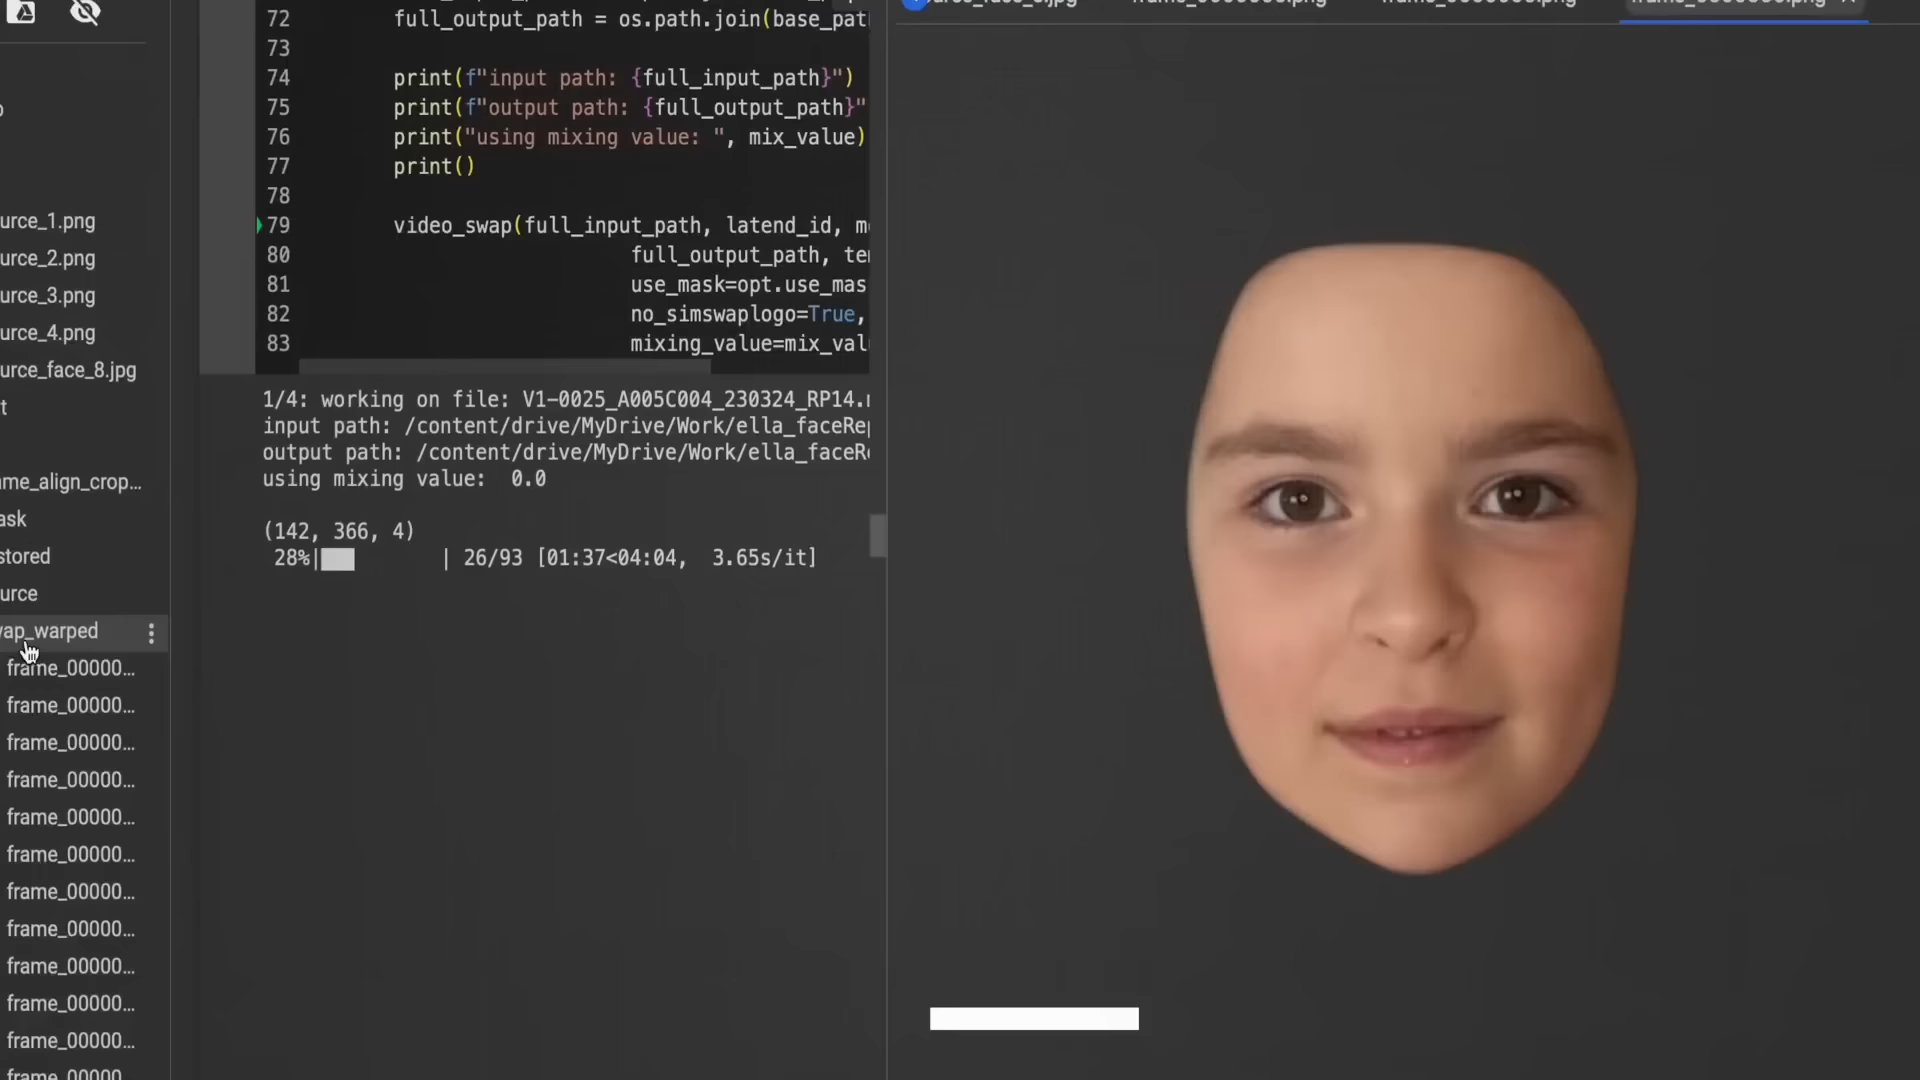 72 full_output_path = os.path.join(base_pat
73
74 print(f"input path: {full_input_path}")
75 print(f"output path: {full_output_path}"
76 print("using mixing value: ", mix_value)
77 print()
78
79 video_swap(full_input_path, latend_id, m
80 full_output_path, te
81 use_mask=opt.use_mas
82 no_simswaplogo=True,
83 mixing_value=mix_val
urce_1.png
urce_2.png
urce_3.png
urce_4.png
urce_face_8.jpg
t
me_align_crop...
ask
stored
urce
ap_warped
frame_00000...
frame_00000...
frame_00000...
frame_00000...
frame_00000...
frame_00000...
frame_00000...
frame_00000...
frame_00000...
frame_00000...
frame_00000...
1/4: working on file: V1-0025_A005C004_230324_RP14.
input path: /content/drive/MyDrive/Work/ella_faceRe
output path: /content/drive/MyDrive/Work/ella_faceR
using mixing value: 0.0
(142, 366, 4)
28%| | 26/93 [01:37<04:04, 3.65s/it]